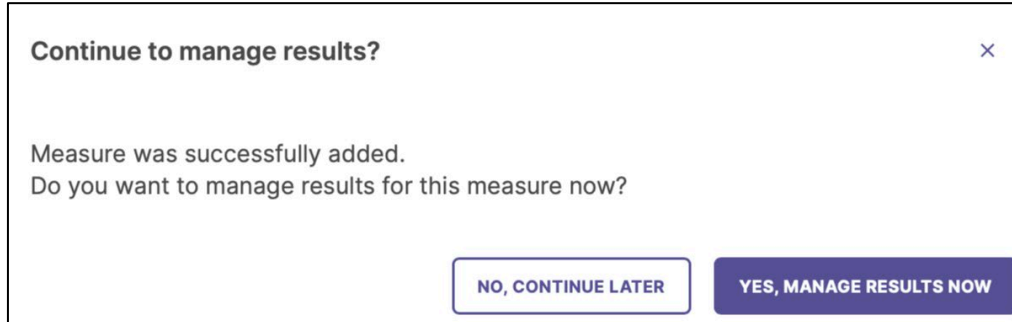 Continue to manage results?
Measure was successfully added.
Do you want to manage results for this measure now?
NO, CONTINUE LATER
YES, MANAGE RESULTS NOW